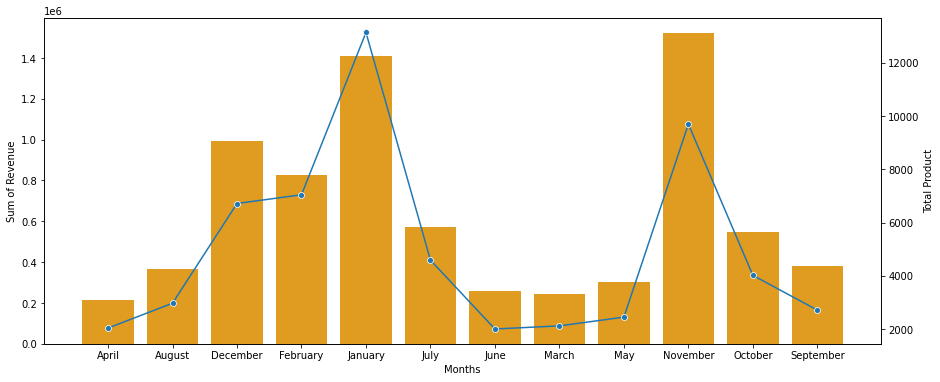 1e6
1.4
1.2
1.0
0.8
0.6
0.4
0.2
0.0
Sum of Revenue
12000
10000
8000
6000
4000
2000
Total Product
April August December February January July June March May November October September
Months